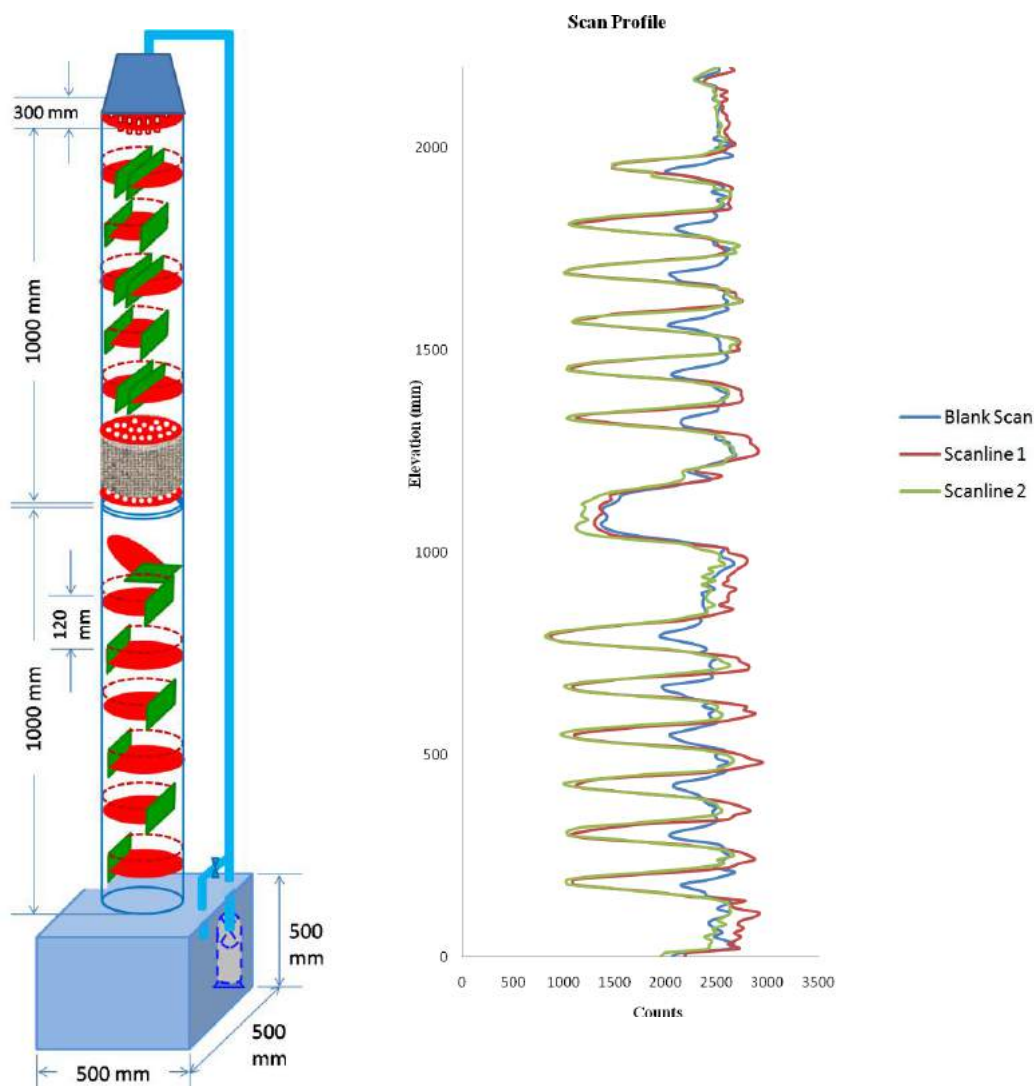 300 mm
1000 mm
120
mm
1000 mm
500
mm
500
mm
500 mm
Scan Profile
Elevation (mm)
2000
1500
1000
500
0
0 500 1000 1500 2000 2500 3000 3500
Counts
Blank Scan
Scanline 1
Scanline 2